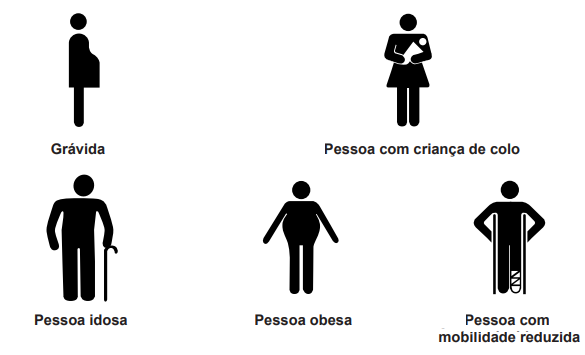 Grávida
Pessoa com criança de colo
Pessoa idosa
Pessoa obesa
Pessoa com
mobilidade reduzida